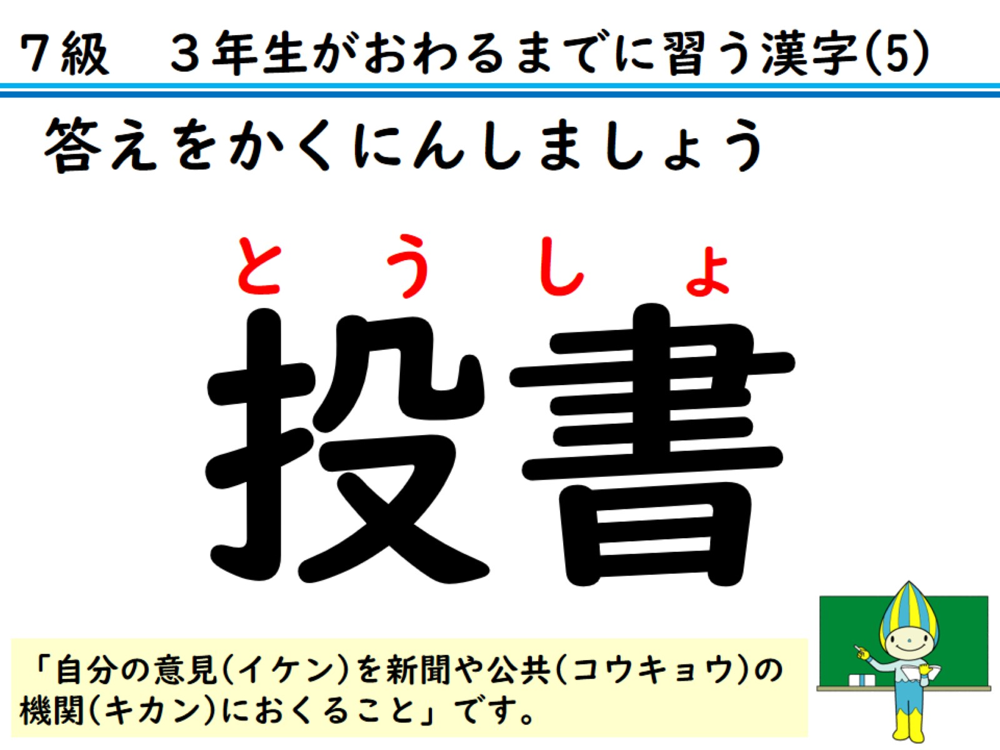 ７級　３年生がおわるまでに習う漢字(5)
答えをかくにんしましょう
とうしょ
投書
「自分の意見(イケン)を新聞や公共(コウキョウ)の
機関(キカン)におくること」です。